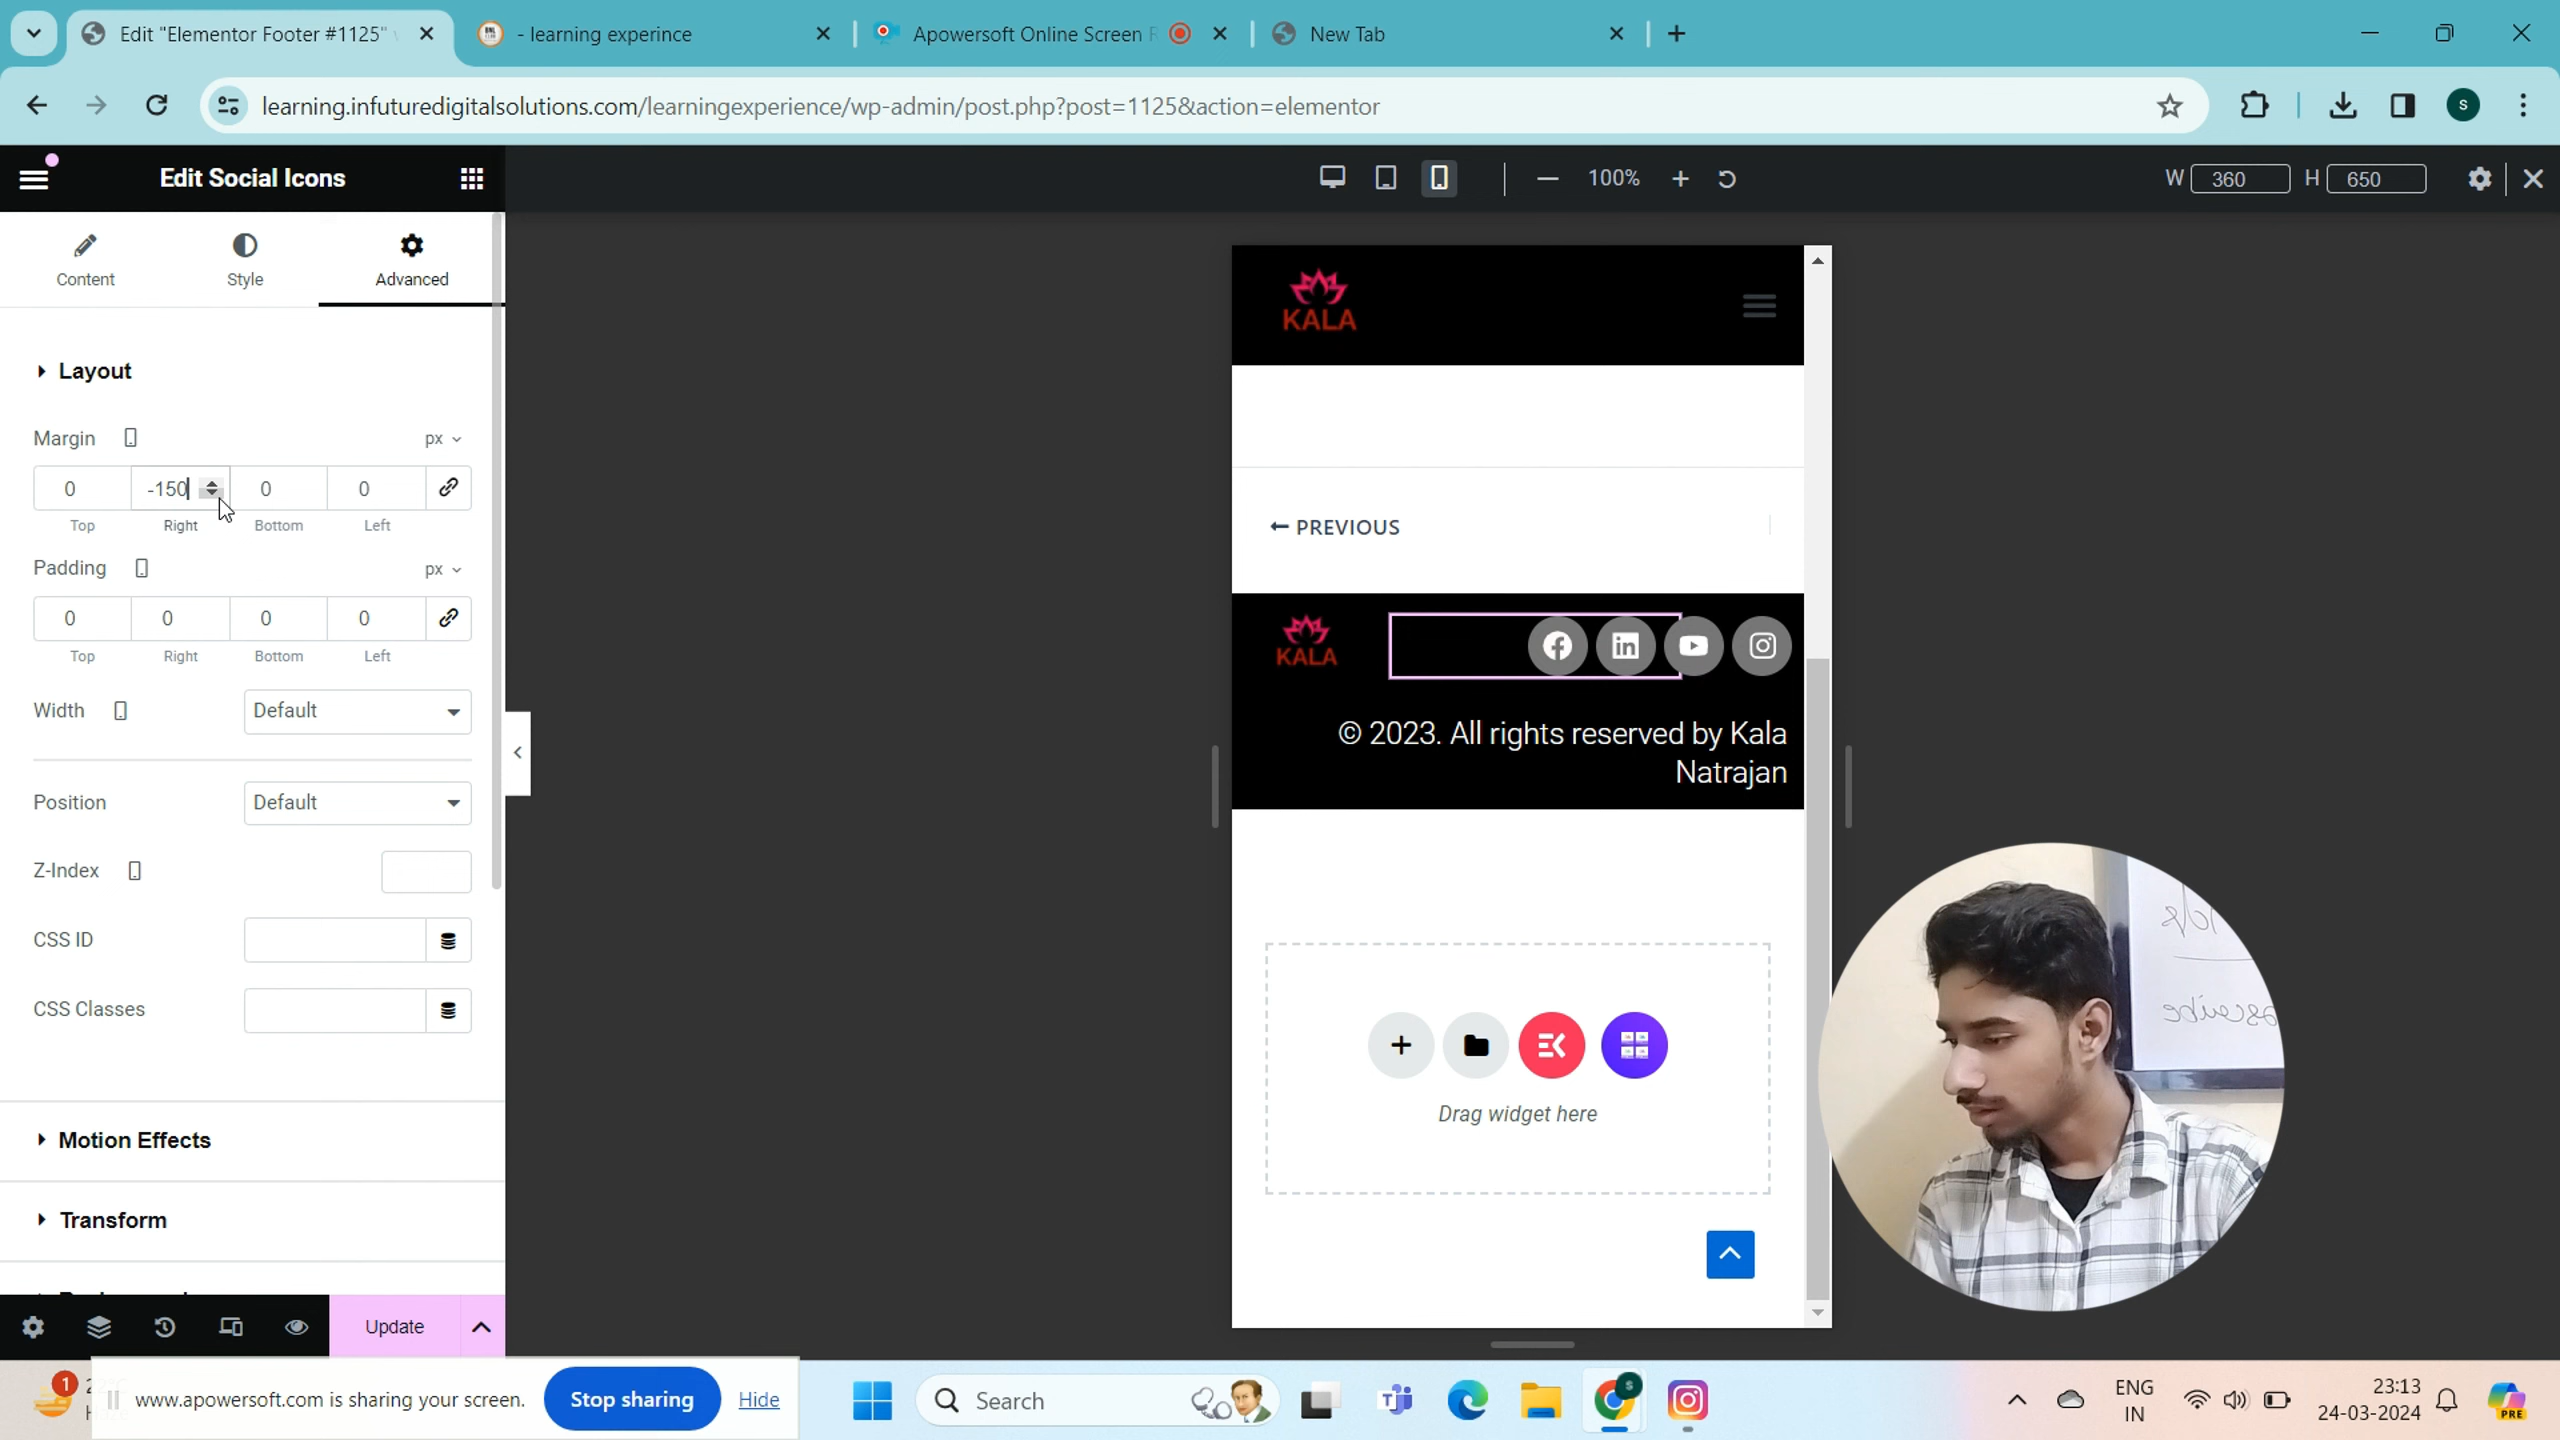 Edit "Elementor Footer #1125"
- learning experince
Apowersoft Online Screen
New Tab
learning.infuturedigitalsolutions.com/learningexperience/wp-admin/post.php?post=1125&action=elementor
S
Edit Social Icons
100%
W 360 H 650
Content
Style
Advanced
Layout
Margin
px
0 -150 0 0
Top Right Bottom Left
Padding
px
0 0 0 0
Top Right Bottom Left
Width
Default
Position
Default
Z-Index
CSS ID
CSS Classes
Motion Effects
Transform
Update
KALA
PREVIOUS
KALA
© 2023. All rights reserved by Kala
Natrajan
Drag widget here
1
www.apowersoft.com is sharing your screen.
Stop sharing
Hide
Search
ENG
IN
23:13
24-03-2024
PRE